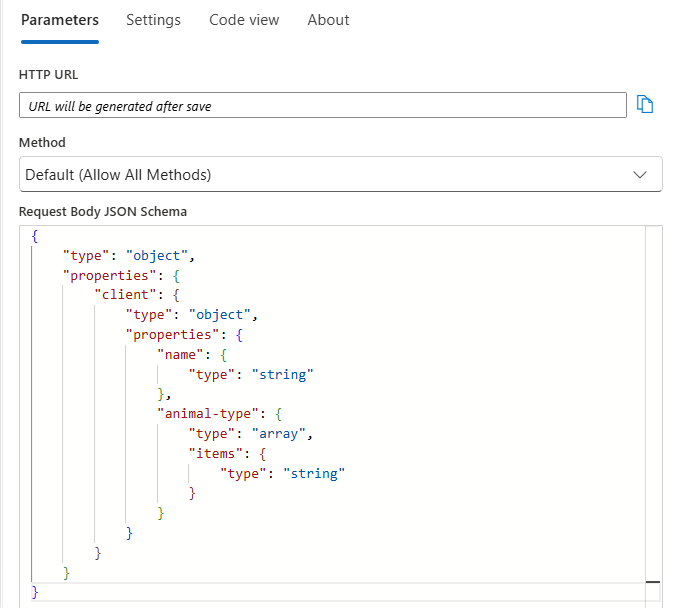 Parameters Settings Code view About
HTTP URL
URL will be generated after save
Method
Default (Allow All Methods)
Request Body JSON Schema
{
    "type": "object",
    "properties": {
        "client": {
            "type": "object",
            "properties": {
                "name": {
                    "type": "string"
                },
                "animal-type": {
                    "type": "array",
                    "items": {
                        "type": "string"
                    }
                }
            }
        }
    }
}